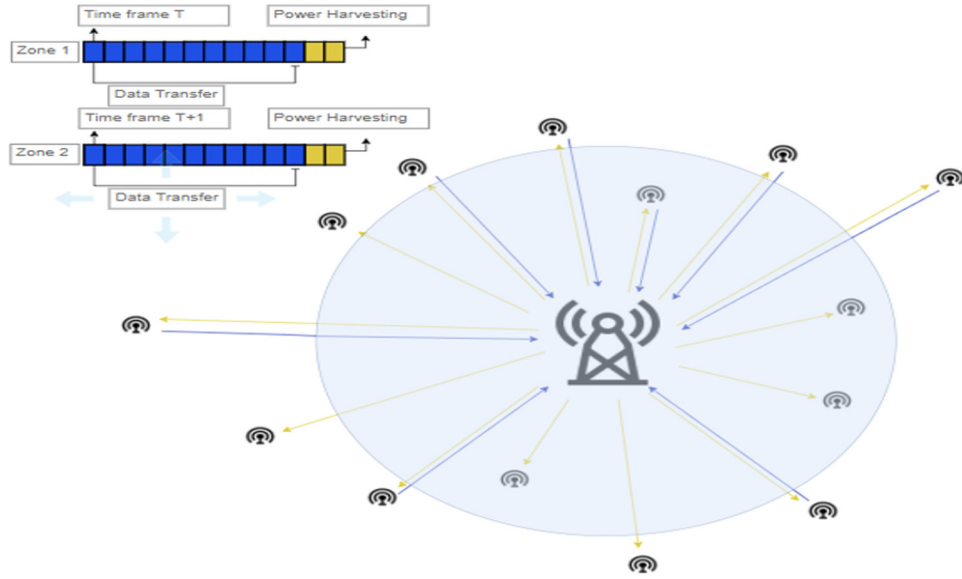 Time frame T
Power Harvesting
Zone 1
Data Transfer
Time frame T+1
Power Harvesting
Zone 2
Data Transfer